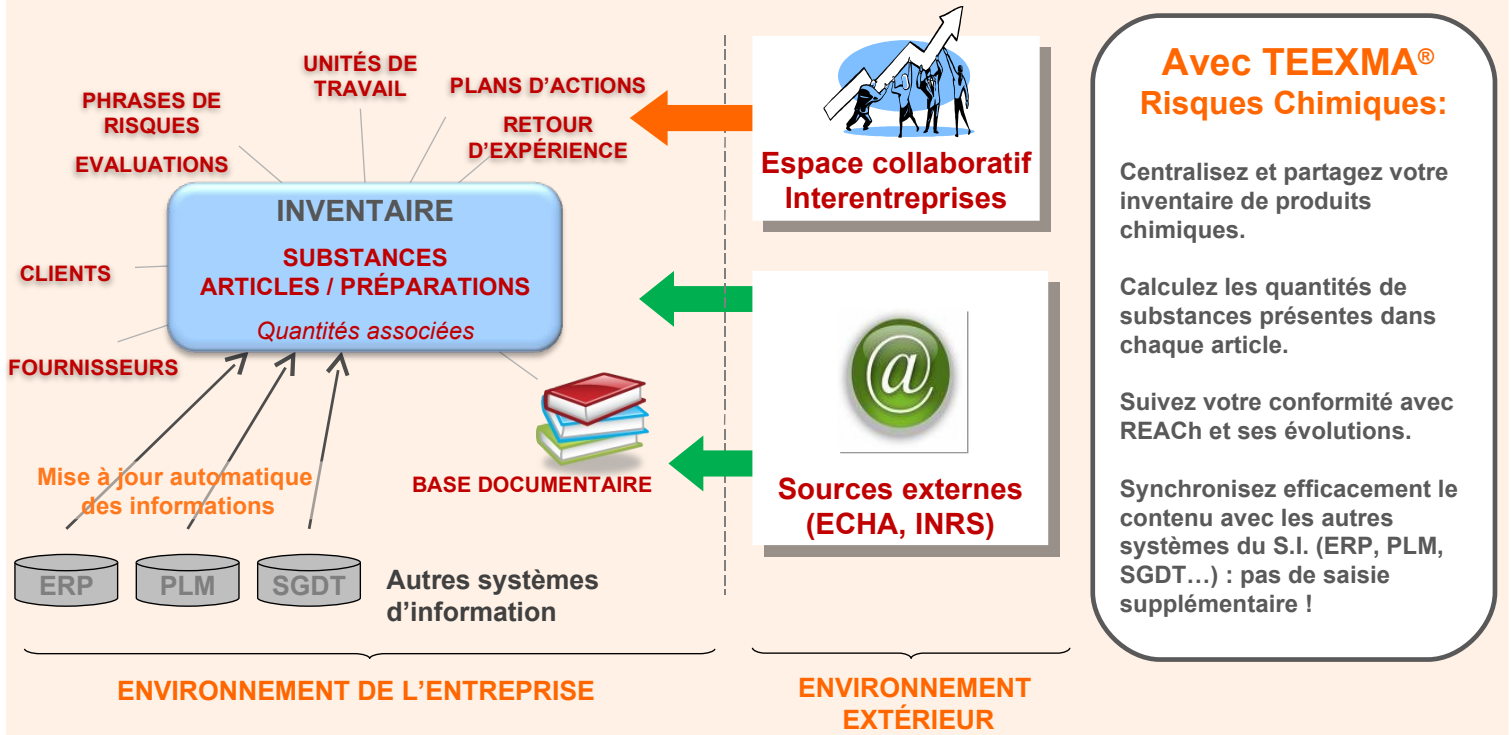 UNITÉS DE
TRAVAIL
PLANS D'ACTIONS
PHRASES DE
RISQUES
RETOUR
D'EXPÉRIENCE
EVALUATIONS
INVENTAIRE
SUBSTANCES
ARTICLES / PRÉPARATIONS
Quantités associées
CLIENTS
FOURNISSEURS
BASE DOCUMENTAIRE
Mise à jour automatique
des informations
ERP
PLM
SGDT
Autres systèmes
d'information
ENVIRONNEMENT DE L'ENTREPRISE
Espace collaboratif
Interentreprises
@
Sources externes
(ECHA, INRS)
ENVIRONNEMENT
EXTÉRIEUR
Avec TEEXMA®
Risques Chimiques:
Centralisez et partagez votre
inventaire de produits
chimiques.
Calculez les quantités de
substances présentes dans
chaque article.
Suivez votre conformité avec
REACh et ses évolutions.
Synchronisez efficacement le
contenu avec les autres
systèmes du S.I. (ERP, PLM,
SGDT…) : pas de saisie
supplémentaire !